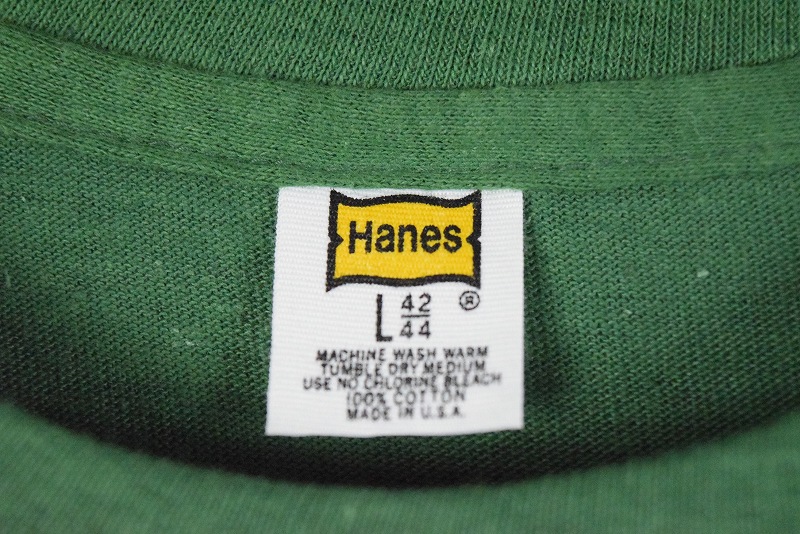 Hanes
L 42/44 ®
MACHINE WASH WARM
TUMBLE DRY MEDIUM
USE NO CHLORINE BLEACH
100% COTTON
MADE IN U.S.A.